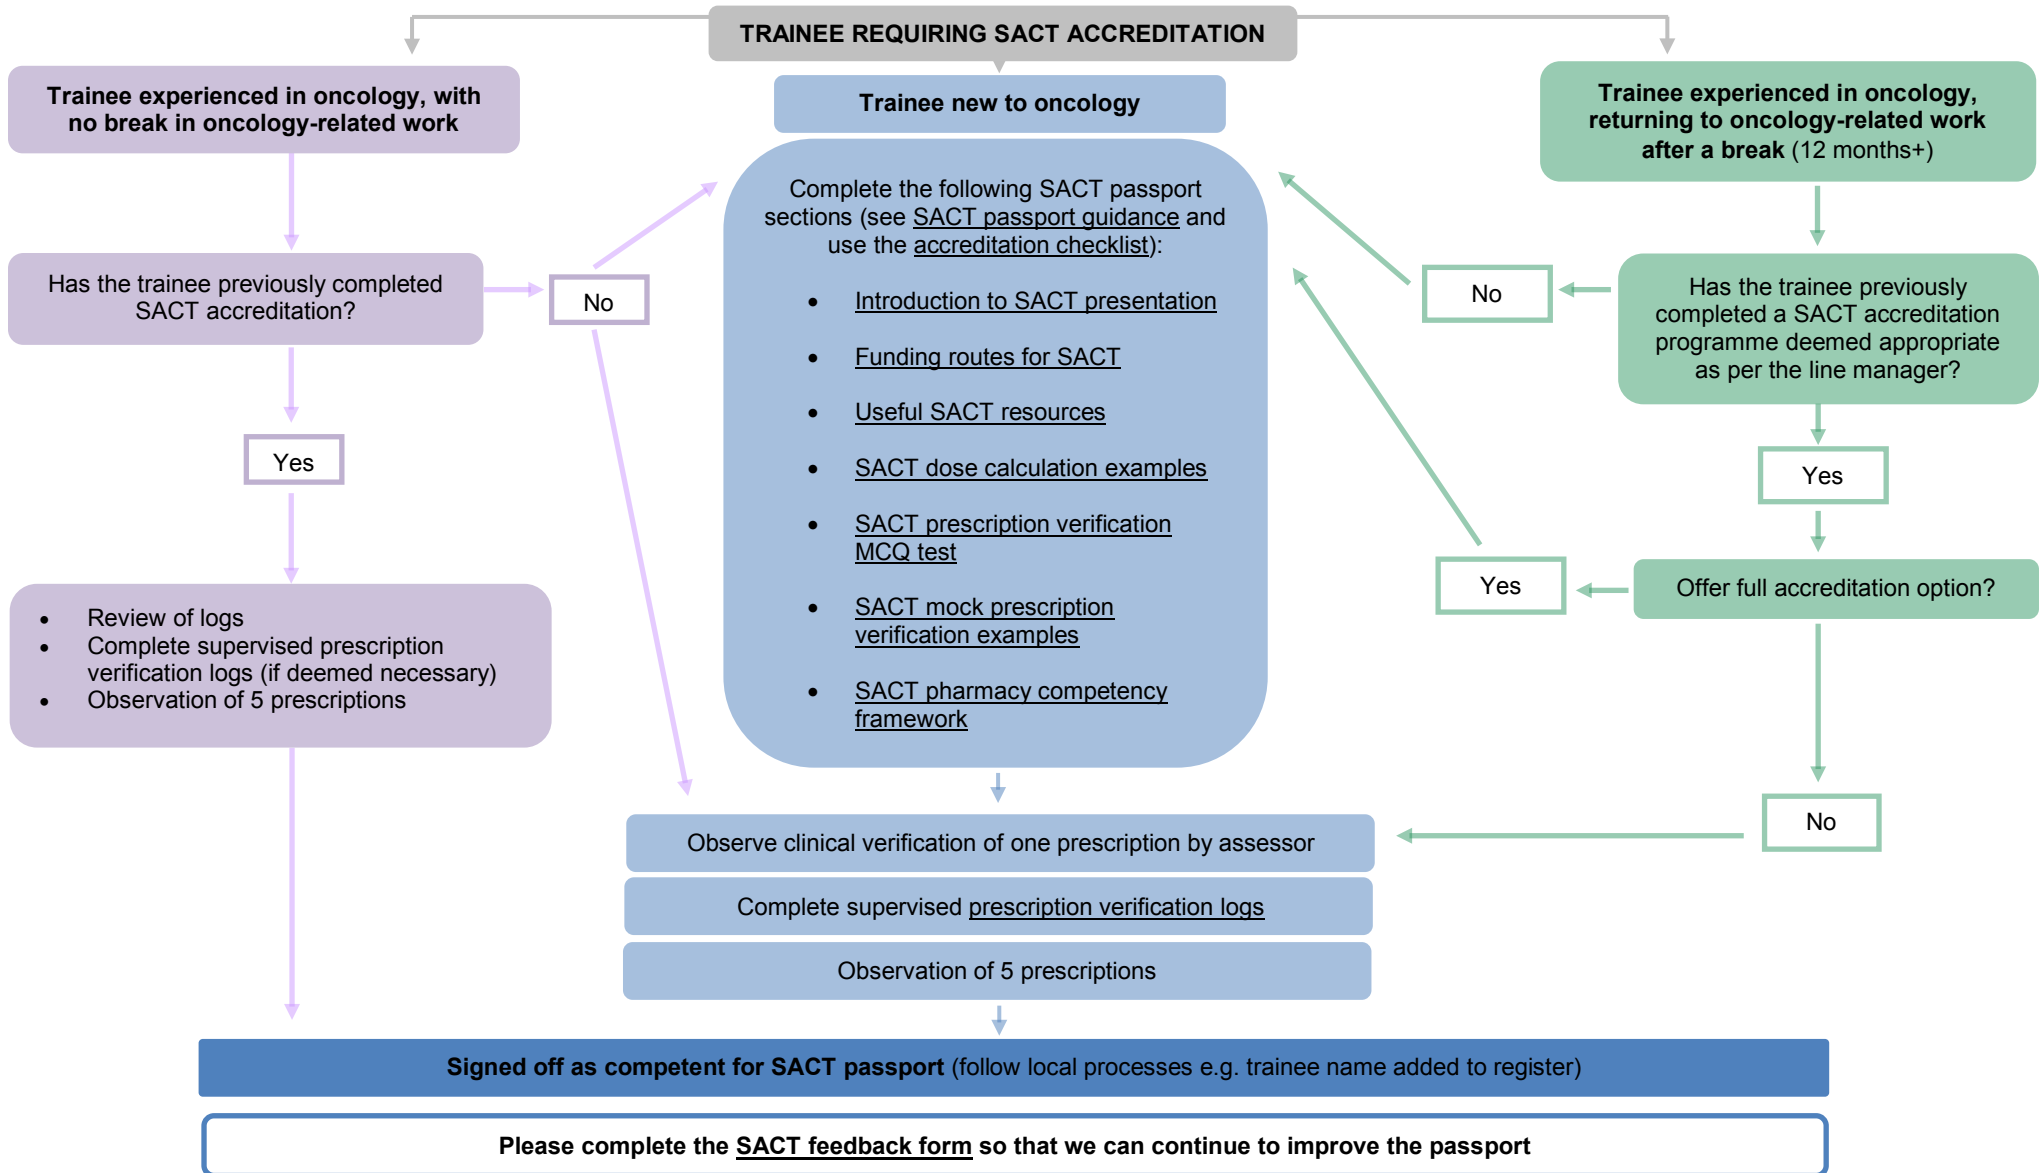 TRAINEE REQUIRING SACT ACCREDITATION
Trainee experienced in oncology, with
no break in oncology-related work
Has the trainee previously completed
SACT accreditation?
No
Yes
• Review of logs
• Complete supervised prescription
verification logs (if deemed necessary)
• Observation of 5 prescriptions
Trainee new to oncology
Complete the following SACT passport
sections (see SACT passport guidance and
use the accreditation checklist):
• Introduction to SACT presentation
• Funding routes for SACT
• Useful SACT resources
• SACT dose calculation examples
• SACT prescription verification
MCQ test
• SACT mock prescription
verification examples
• SACT pharmacy competency
framework
Trainee experienced in oncology,
returning to oncology-related work
after a break (12 months+)
Has the trainee previously
completed a SACT accreditation
programme deemed appropriate
as per the line manager?
No
Yes
Offer full accreditation option?
Yes
No
Observe clinical verification of one prescription by assessor
Complete supervised prescription verification logs
Observation of 5 prescriptions
Signed off as competent for SACT passport (follow local processes e.g. trainee name added to register)
Please complete the SACT feedback form so that we can continue to improve the passport